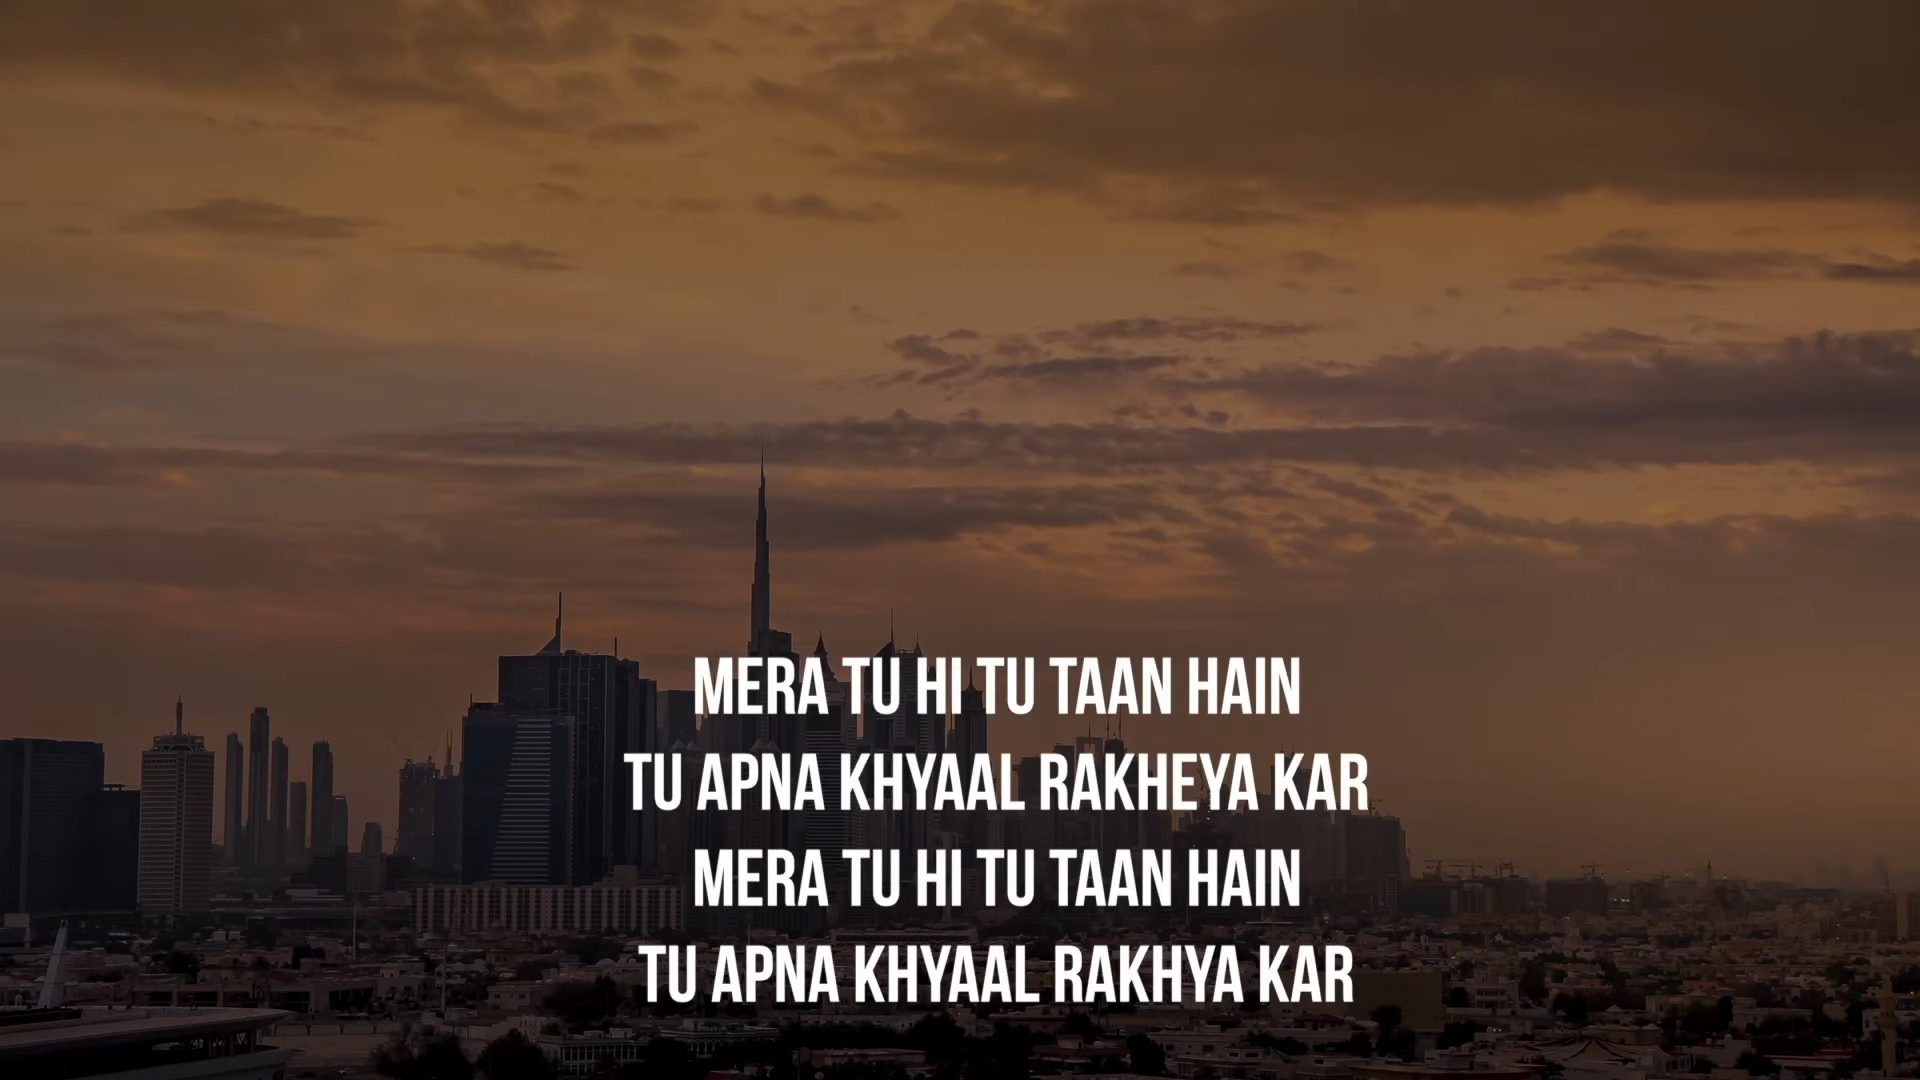 MERA TU HI TU TAAN HAIN
TU APNA KHYAAL RAKHEYA KAR
MERA TU HI TU TAAN HAIN
TU APNA KHYAAL RAKHYA KAR